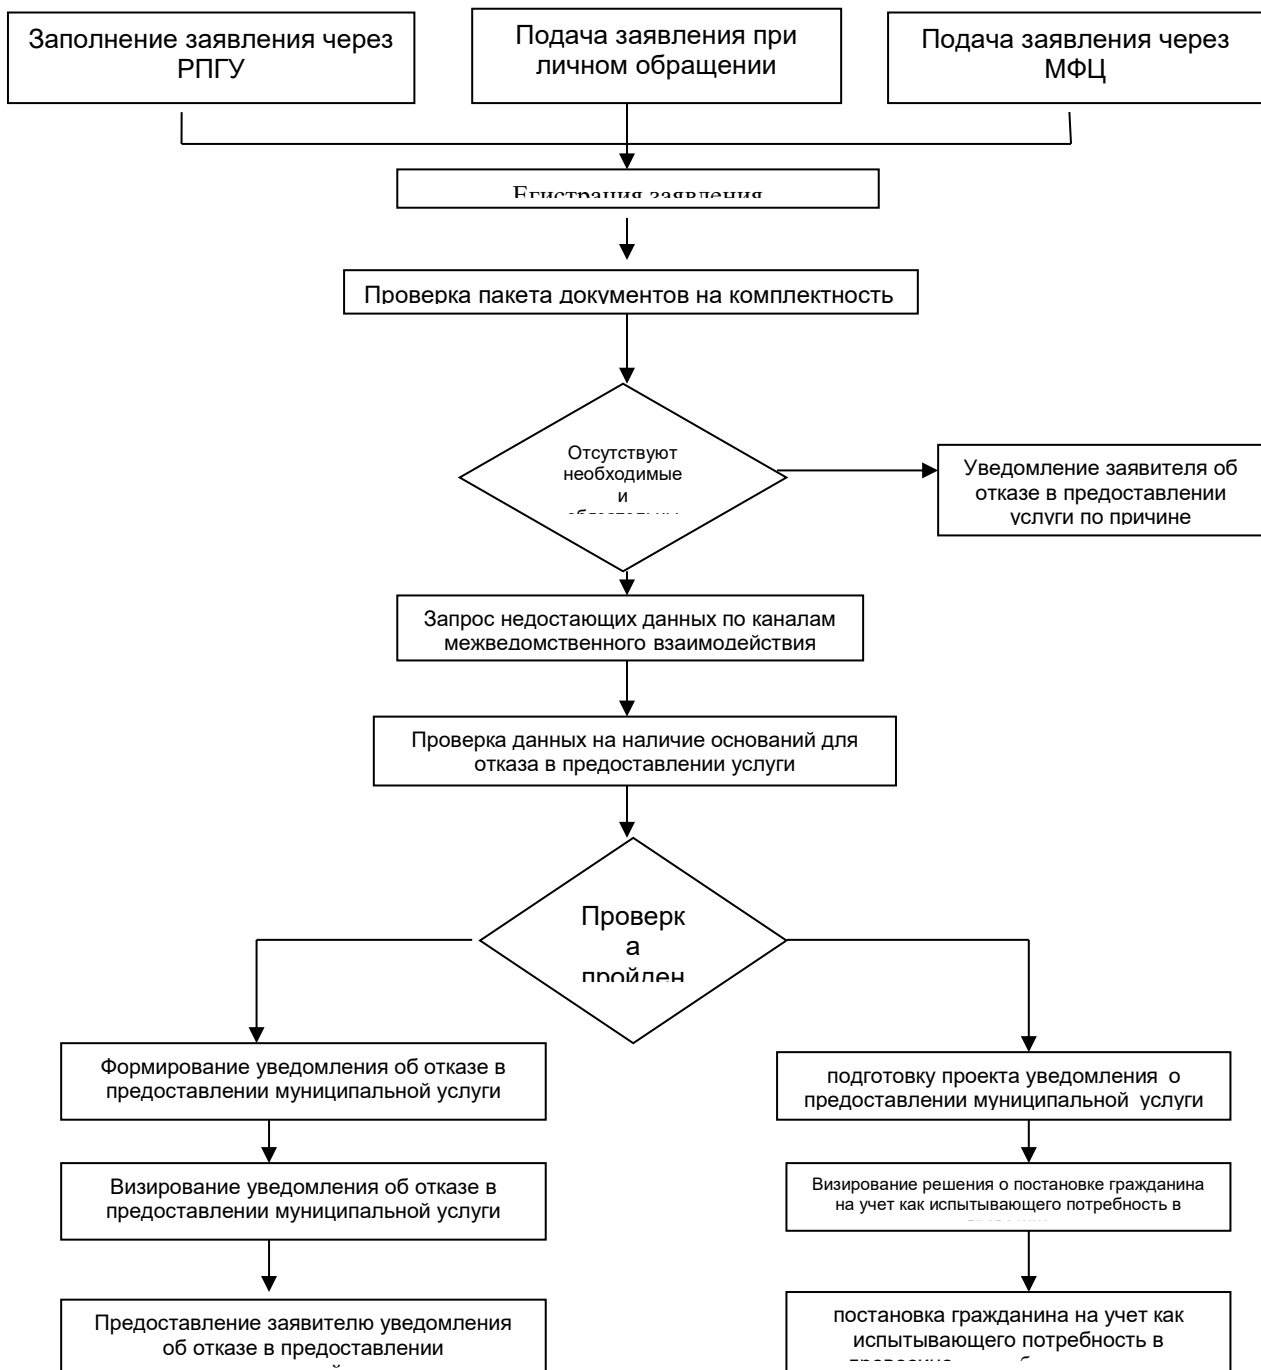 Заполнение заявления через
РПГУ
Подача заявления при
личном обращении
Подача заявления через
МФЦ
Егистрация заявления
Проверка пакета документов на комплектность
Отсутствуют
необходимые
и
Уведомление заявителя об
отказе в предоставлении
услуги по причине
Запрос недостающих данных по каналам
межведомственного взаимодействия
Проверка данных на наличие оснований для
отказа в предоставлении услуги
Проверк
а
пройден
Формирование уведомления об отказе в
предоставлении муниципальной услуги
подготовку проекта уведомления о
предоставлении муниципальной услуги
Визирование уведомления об отказе в
предоставлении муниципальной услуги
Визирование решения о постановке гражданина
на учет как испытывающего потребность в
Предоставление заявителю уведомления
об отказе в предоставлении
постановка гражданина на учет как
испытывающего потребность в